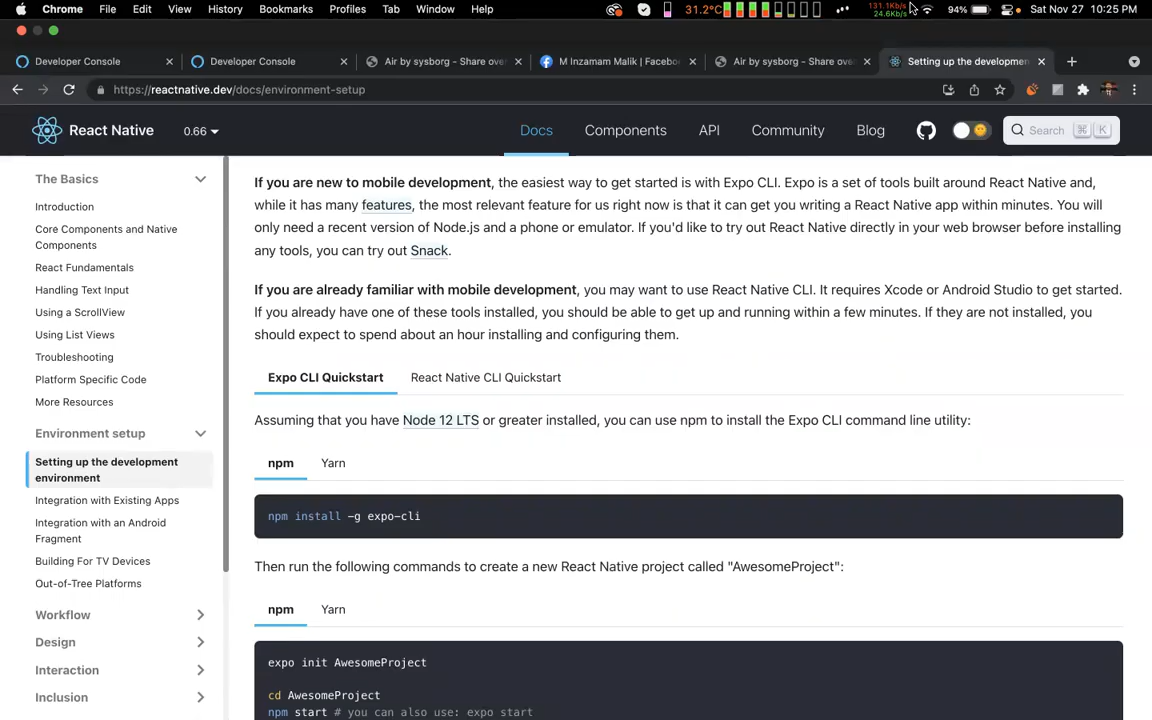 Chrome File Edit View History Bookmarks Profiles Tab Window Help 31.2°C 131.1Kb/s 24.6Kb/s 94% Sat Nov 27 10:25 PM
Developer Console Developer Console Air by sysborg – Share ove M Inzamam Malik | Faceboo Air by sysborg – Share ove Setting up the developmen
https://reactnative.dev/docs/environment-setup
React Native 0.66 Docs Components API Community Blog Search ⌘ K
The Basics
Introduction
Core Components and Native
Components
React Fundamentals
Handling Text Input
Using a ScrollView
Using List Views
Troubleshooting
Platform Specific Code
More Resources
Environment setup
Setting up the development
environment
Integration with Existing Apps
Integration with an Android
Fragment
Building For TV Devices
Out-of-Tree Platforms
Workflow
Design
Interaction
Inclusion
If you are new to mobile development, the easiest way to get started is with Expo CLI. Expo is a set of tools built around React Native and,
while it has many features, the most relevant feature for us right now is that it can get you writing a React Native app within minutes. You will
only need a recent version of Node.js and a phone or emulator. If you'd like to try out React Native directly in your web browser before installing
any tools, you can try out Snack.
If you are already familiar with mobile development, you may want to use React Native CLI. It requires Xcode or Android Studio to get started.
If you already have one of these tools installed, you should be able to get up and running within a few minutes. If they are not installed, you
should expect to spend about an hour installing and configuring them.
Expo CLI Quickstart React Native CLI Quickstart
Assuming that you have Node 12 LTS or greater installed, you can use npm to install the Expo CLI command line utility:
npm Yarn
npm install -g expo-cli
Then run the following commands to create a new React Native project called "AwesomeProject":
npm Yarn
expo init AwesomeProject
cd AwesomeProject
npm start # you can also use: expo start